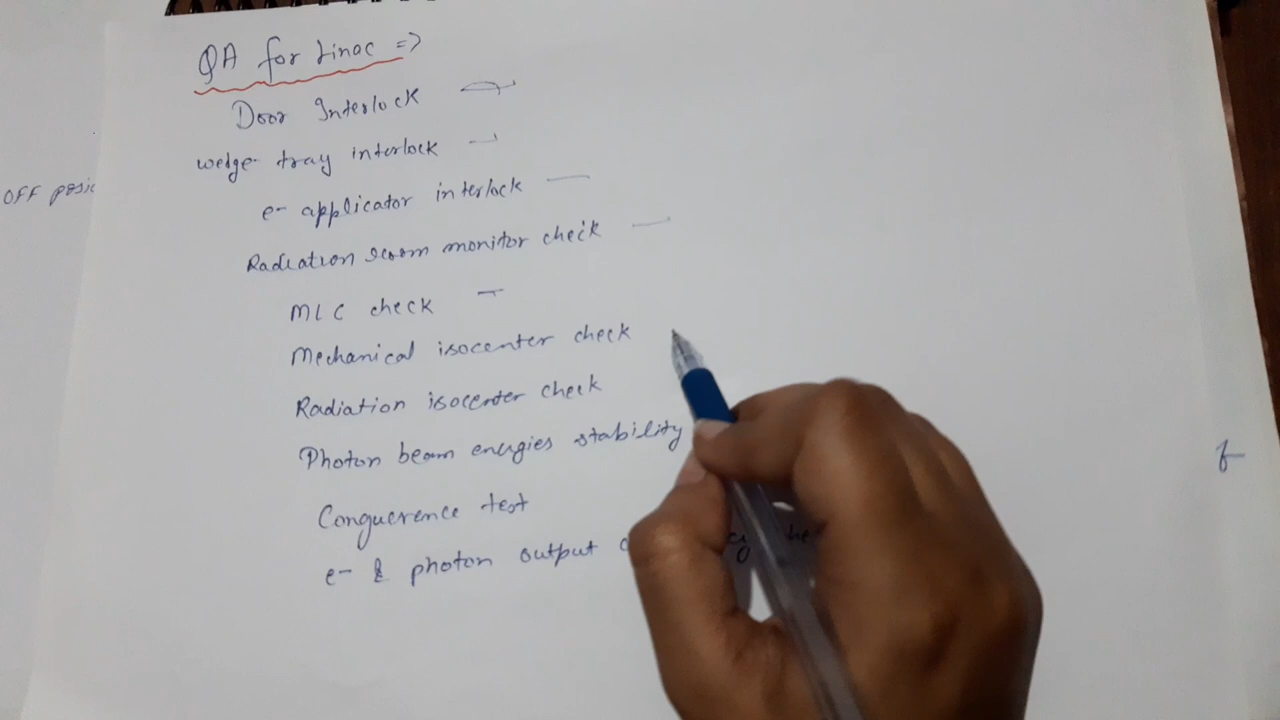 QA for Linac =>
Door Interlock
wedge tray interlock
OFF posi
e- applicator interlock
Radiation room monitor check
MLC check
Mechanical isocenter check
Radiation isocenter check
Photon beam energies stability
Conguerence test
e- & photon output